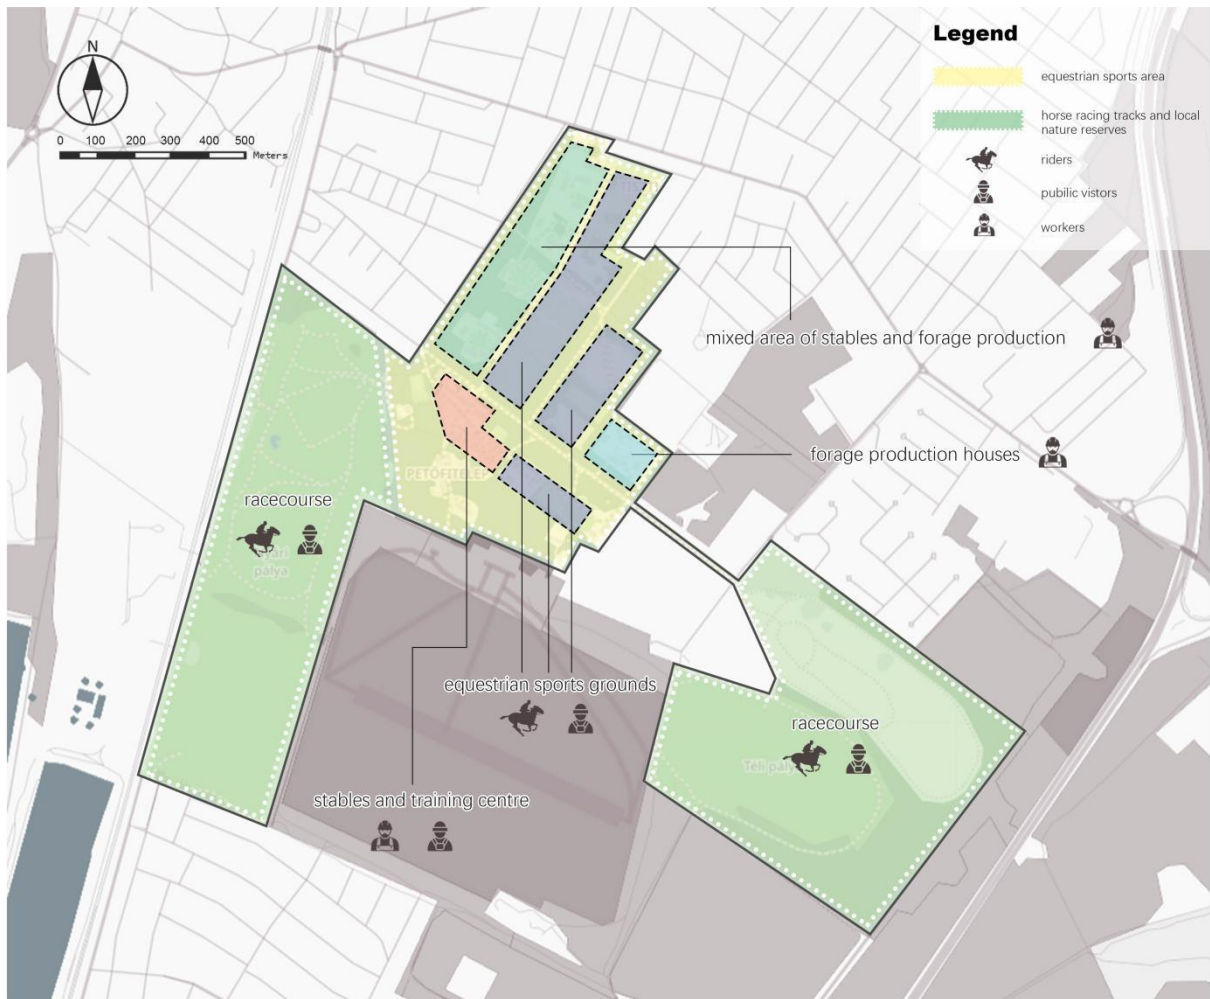 Legend
equestrian sports area
horse racing tracks and local
nature reserves
riders
pubilic vistors
workers
N
0 100 200 300 400 500
Meters
mixed area of stables and forage production
forage production houses
PETŐFITELEP
racecourse
pálya
equestrian sports grounds
racecourse
Téli pálya
stables and training centre